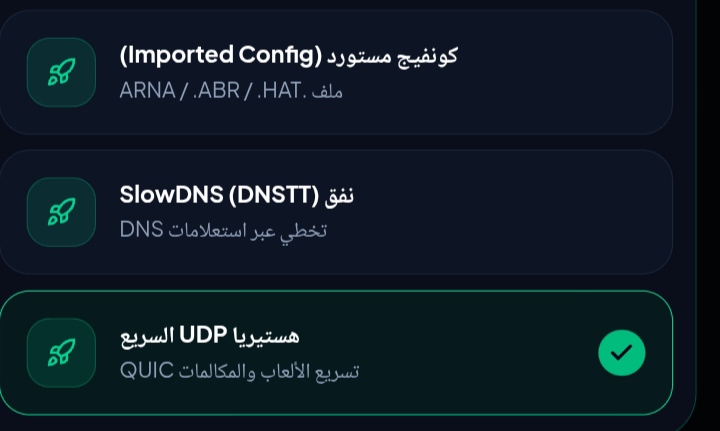 كونفيج مستورد (Imported Config)
ملف .ARNA / .ABR / .HAT
نفق SlowDNS (DNSTT)
تخطي عبر استعلامات DNS
هستيريا UDP السريع
تسريع الألعاب والمكالمات QUIC